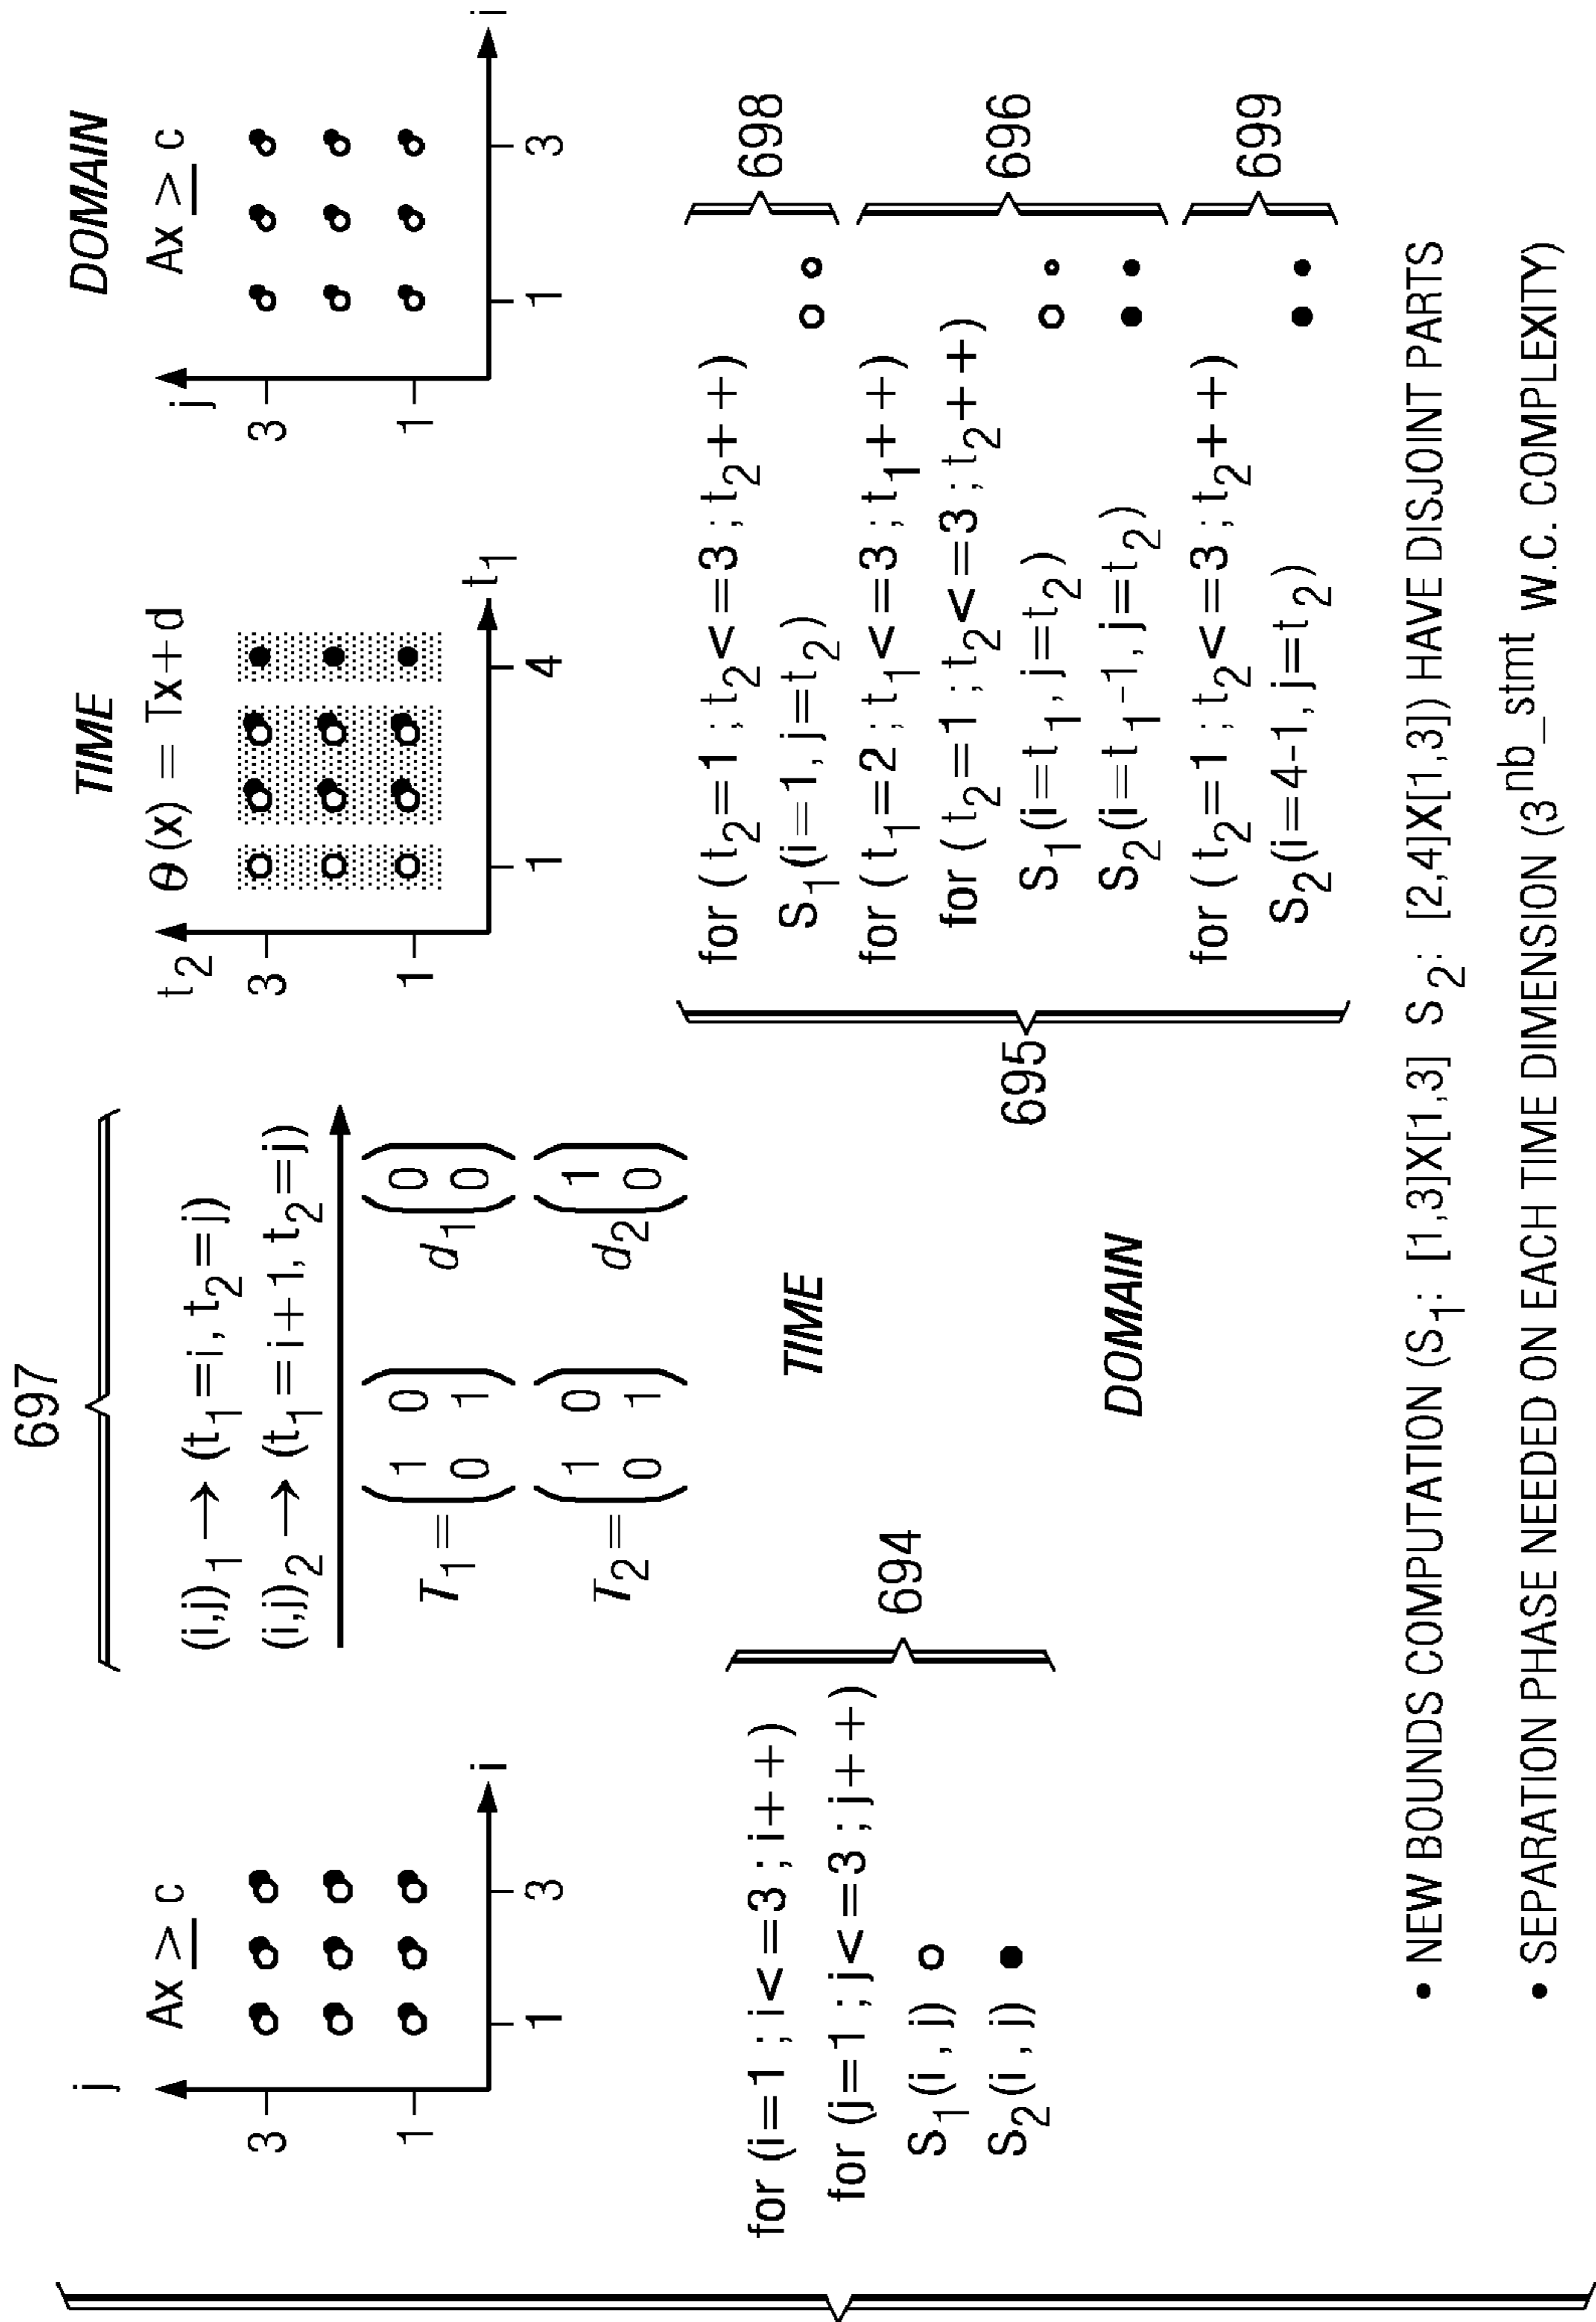 697
j
Ax ≥ c
3
1
1
3
i
(i,j)₁ → (t₁=i, t₂=j)
(i,j)₂ → (t₁=i+1, t₂=j)
T₁= ( 1 0 ) d₁ ( 0 )
( 0 1 ) ( 0 )
T₂= ( 1 0 ) d₂ ( 1 )
( 0 1 ) ( 0 )
TIME
θ(x) = Tx+d
t₂
3
1
1
4
t₁
DOMAIN
Ax ≥ c
j
3
1
1
3
i
for (i=1 ; i<=3 ; i++)
for (j=1 ; j<=3 ; j++)
S₁(i , j)
S₂(i , j)
694
TIME
DOMAIN
695
for ( t₂=1 ; t₂<=3 ; t₂++)
S₁(i=1, j=t₂)
698
for ( t₁=2 ; t₁<=3 ; t₁++)
for ( t₂=1 ; t₂<=3 ; t₂++)
S₁(i=t₁, j=t₂)
S₂(i=t₁-1, j=t₂)
696
for ( t₂=1 ; t₂<=3 ; t₂++)
S₂(i=4-1, j=t₂)
699
• NEW BOUNDS COMPUTATION (S₁: [1,3]X[1,3] S₂: [2,4]X[1,3]) HAVE DISJOINT PARTS
• SEPARATION PHASE NEEDED ON EACH TIME DIMENSION (3^nb_stmt W.C. COMPLEXITY)